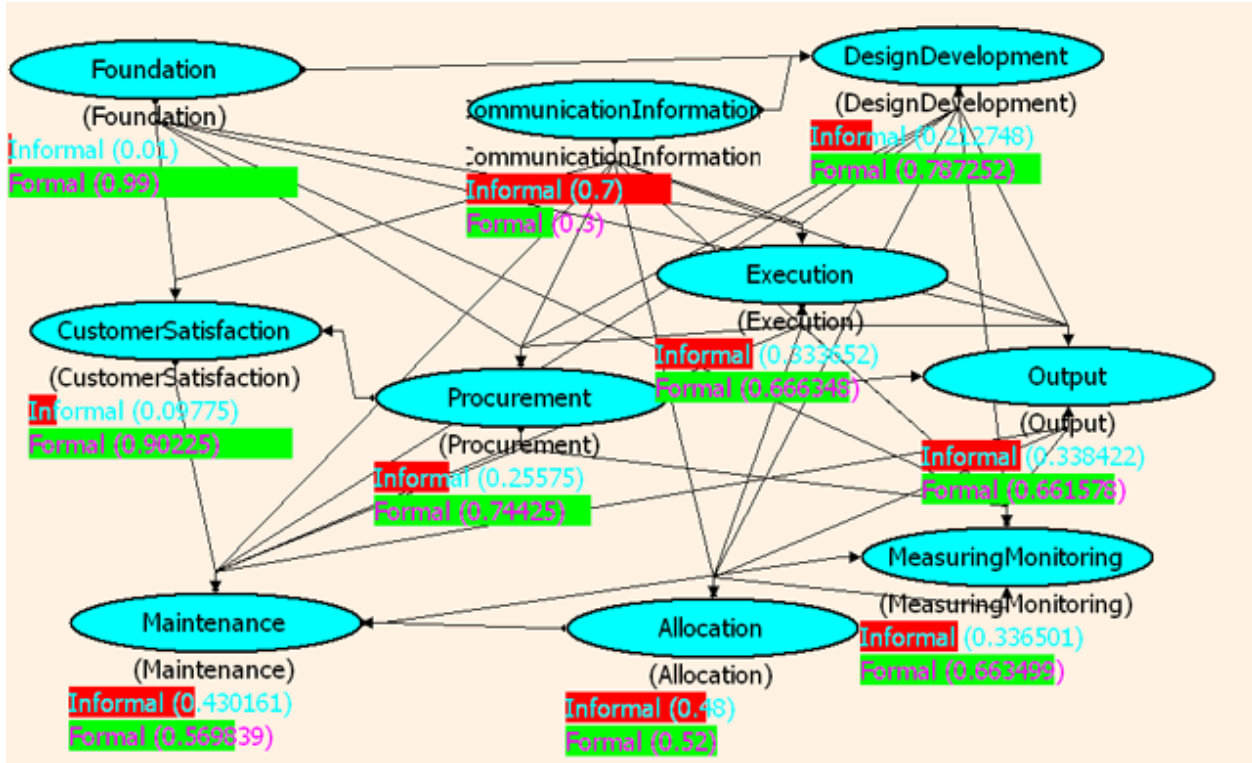 Foundation
(Foundation)
Informal (0.01)
Formal (0.99)
ommunicationInformation
CommunicationInformation
Informal (0.7)
Formal (0.3)
DesignDevelopment
(DesignDevelopment)
Informal (0.212748)
Formal (0.787252)
Execution
(Execution)
Informal (0.333652)
Formal (0.666348)
CustomerSatisfaction
(CustomerSatisfaction)
Informal (0.09775)
Formal (0.90225)
Procurement
(Procurement)
Informal (0.25575)
Formal (0.74425)
Output
(Output)
Informal (0.338422)
Formal (0.661578)
MeasuringMonitoring
(MeasuringMonitoring)
Informal (0.336501)
Formal (0.663499)
Maintenance
(Maintenance)
Informal (0.430161)
Formal (0.569839)
Allocation
(Allocation)
Informal (0.48)
Formal (0.52)